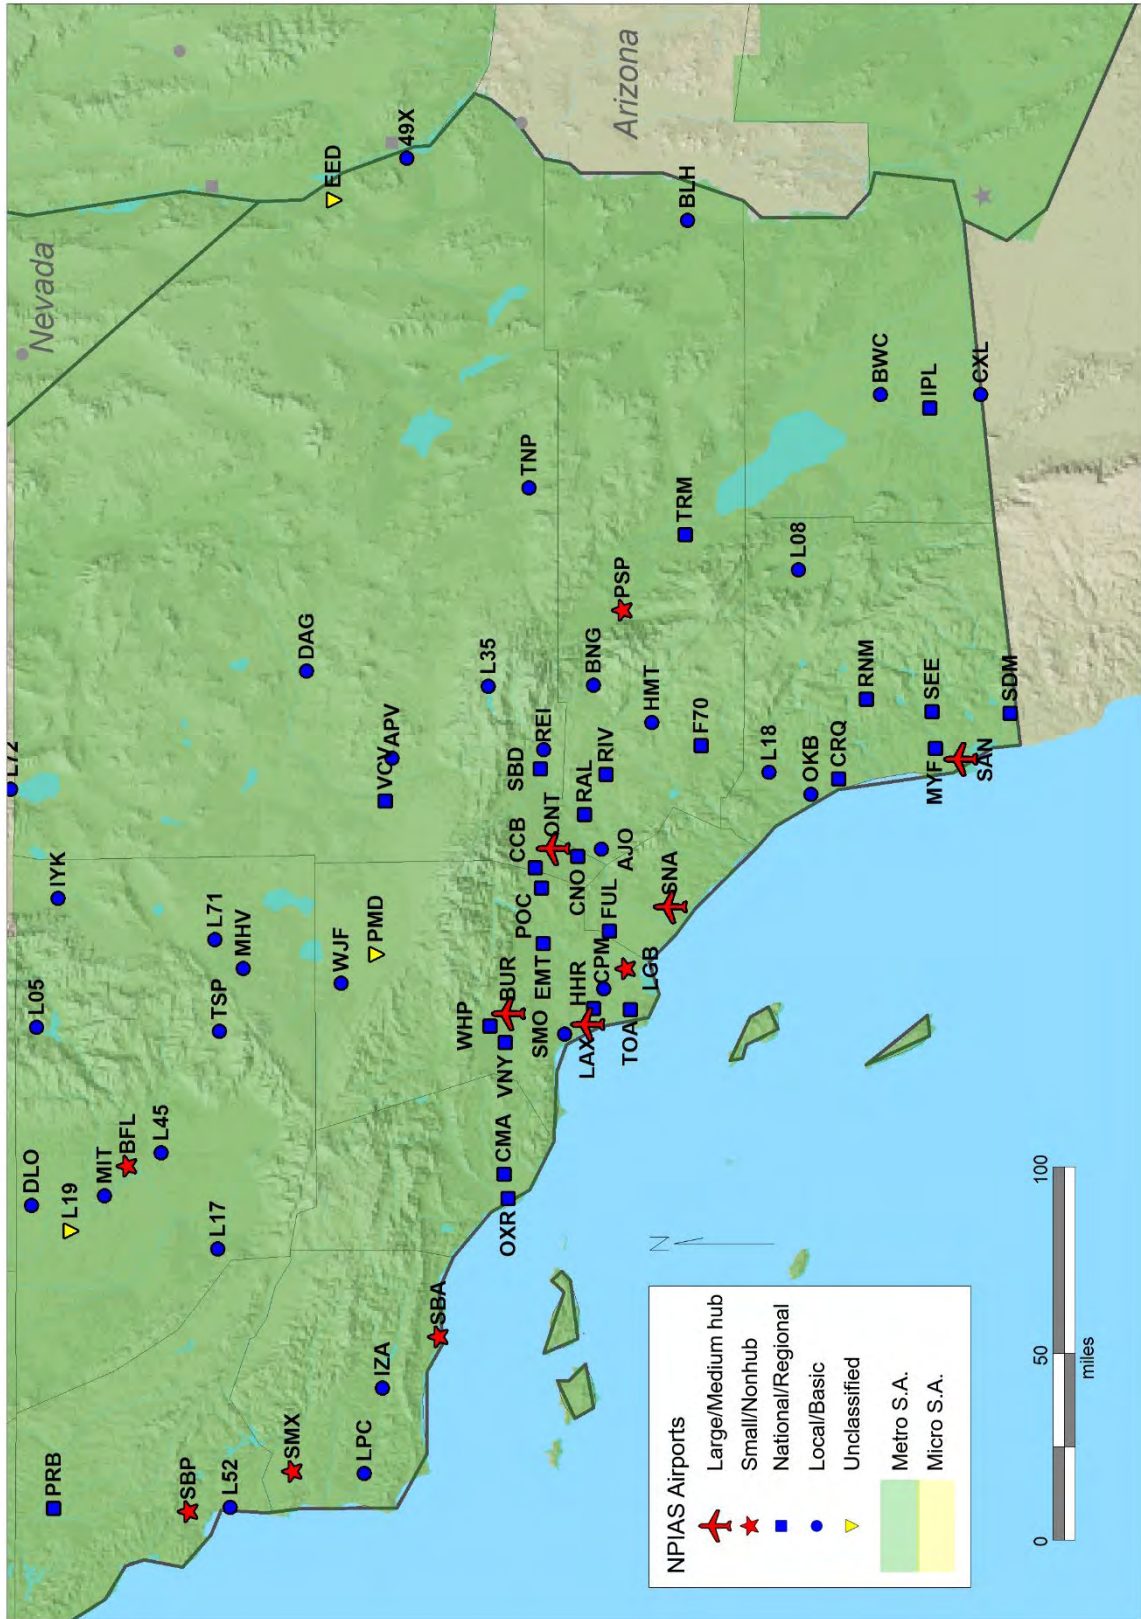 Nevada
Arizona
L72
L05
IYK
DLO
L19
MIT
BFL
L45
PRB
L71
MHV
TSP
L17
SBP
L52
EED
49X
DAG
VCV
APV
WJF
PMD
SMX
LPC
IZA
SBA
L35
TNP
WHP
BUR
VNY
CMA
OXR
EMT
POC
CCB
ONT
SBD
REI
SMO
LAX
HHR
CPM
TOA
LGB
FUL
CNO
AJO
RAL
RIV
BNG
PSP
HMT
SNA
F70
TRM
BLH
L18
L08
OKB
CRQ
RNM
BWC
IPL
CXL
SEE
MYF
SAN
SDM
N
NPIAS Airports
Large/Medium hub
Small/Nonhub
National/Regional
Local/Basic
Unclassified
Metro S.A.
Micro S.A.
0
50
100
miles